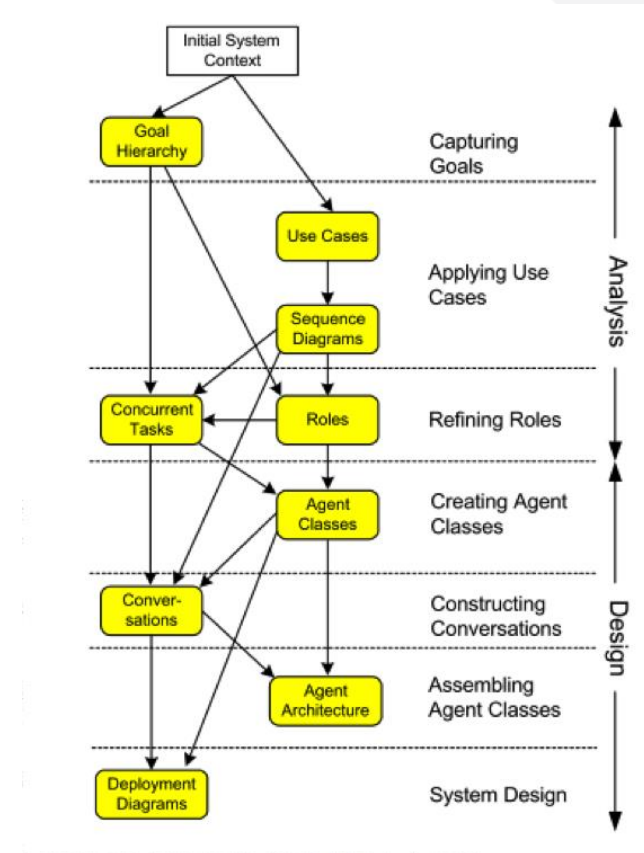 Initial System
Context
Goal
Hierarchy
Capturing
Goals
Use Cases
Applying Use
Cases
Sequence
Diagrams
Analysis
Concurrent
Tasks
Roles
Refining Roles
Agent
Classes
Creating Agent
Classes
Conver-
sations
Constructing
Conversations
Design
Agent
Architecture
Assembling
Agent Classes
Deployment
Diagrams
System Design